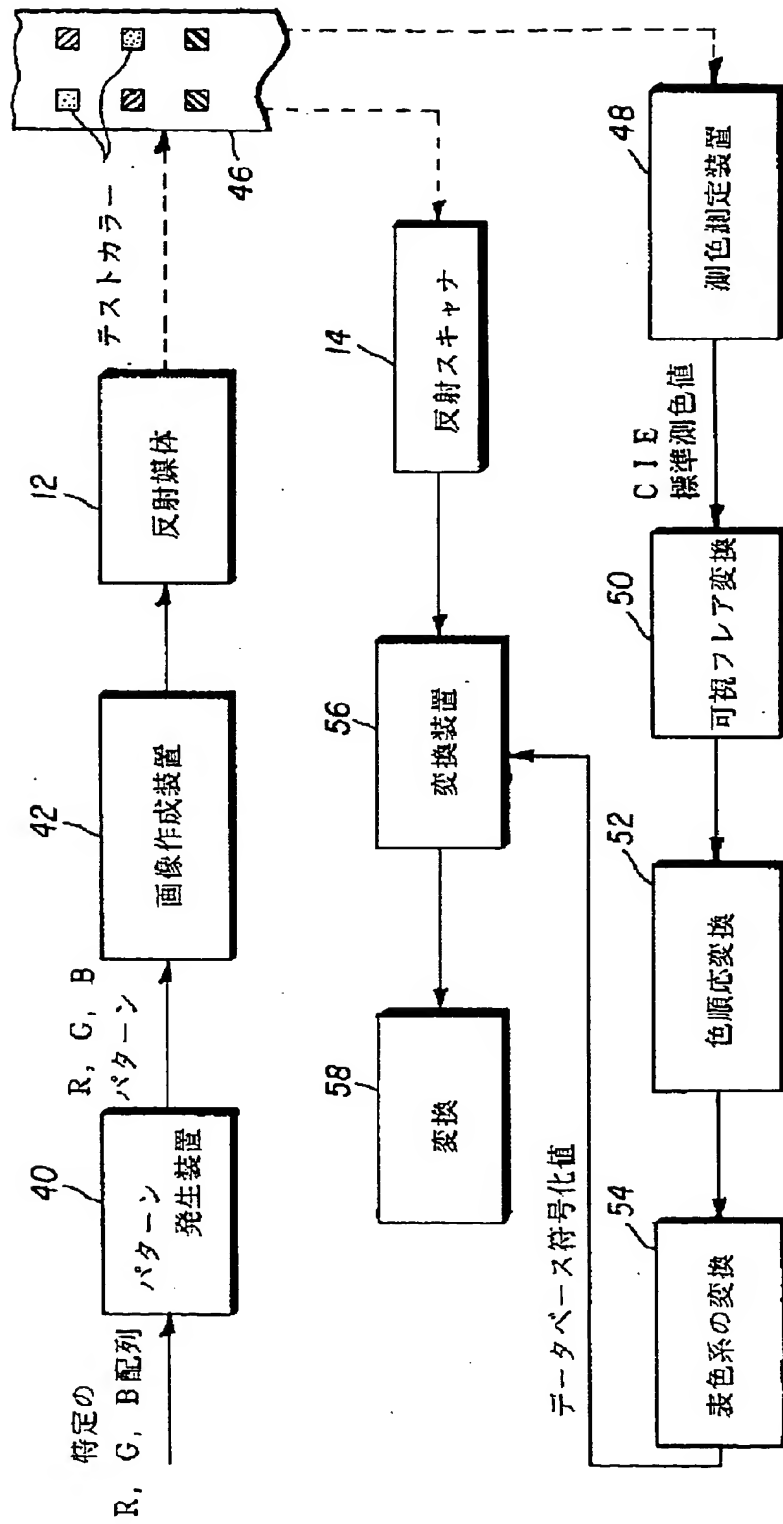 特定の
R, G, B配列
40
パターン
発生装置
R, G, B
パターン
42
画像作成装置
12
反射媒体
テストカラー
46
14
反射スキャナ
56
変換装置
58
変換
48
測色測定装置
CIE
標準測色値
50
可視フレア変換
52
色順応変換
54
表色系の変換
データベース符号化値